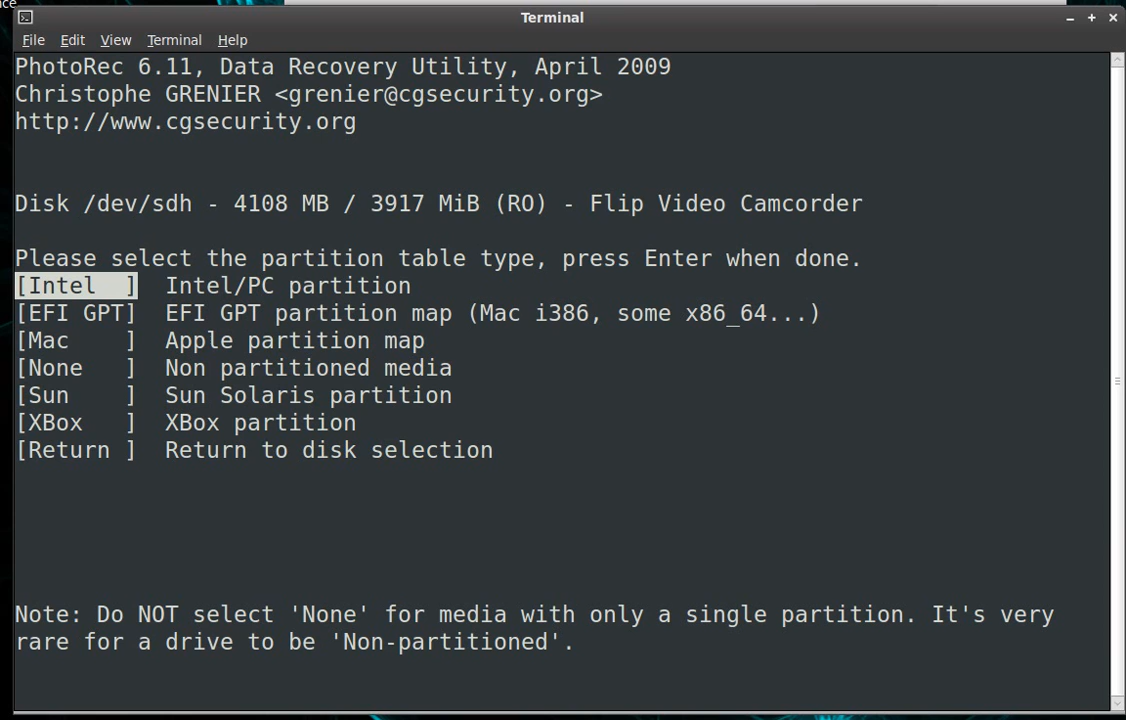 nce
Terminal
File Edit View Terminal Help
PhotoRec 6.11, Data Recovery Utility, April 2009
Christophe GRENIER <grenier@cgsecurity.org>
http://www.cgsecurity.org
Disk /dev/sdh - 4108 MB / 3917 MiB (RO) - Flip Video Camcorder
Please select the partition table type, press Enter when done.
[Intel  ]  Intel/PC partition
[EFI GPT]  EFI GPT partition map (Mac i386, some x86_64...)
[Mac    ]  Apple partition map
[None   ]  Non partitioned media
[Sun    ]  Sun Solaris partition
[XBox   ]  XBox partition
[Return ]  Return to disk selection
Note: Do NOT select 'None' for media with only a single partition. It's very
rare for a drive to be 'Non-partitioned'.